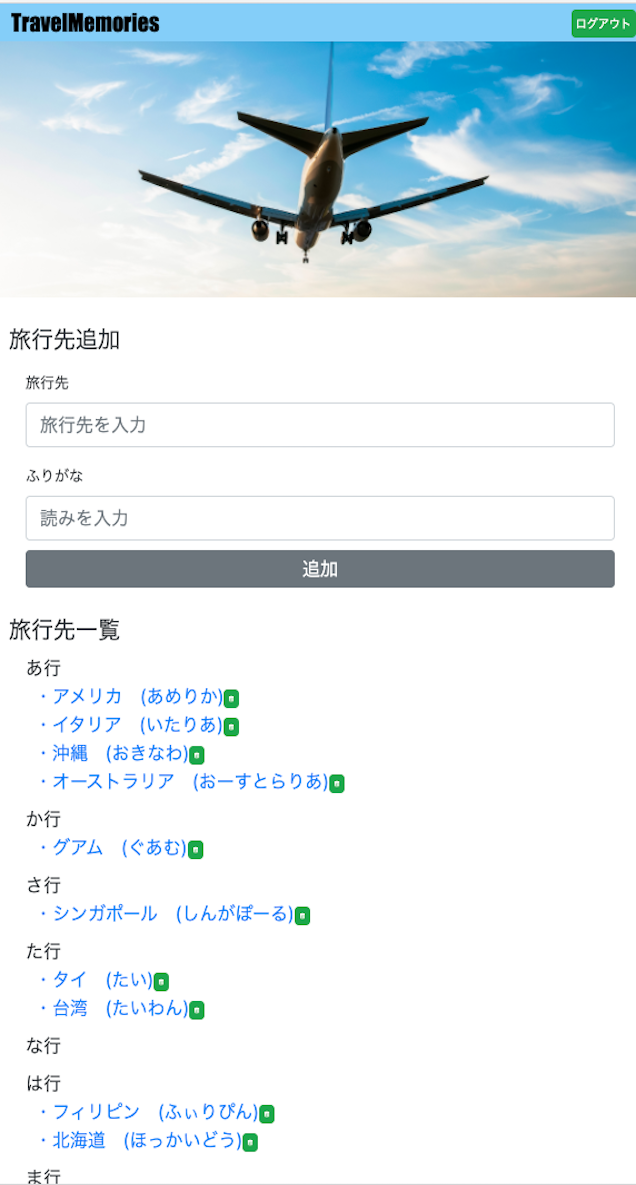 TravelMemories
ログアウト
旅行先追加
旅行先
旅行先を入力
ふりがな
読みを入力
追加
旅行先一覧
あ行
・アメリカ　(あめりか)
・イタリア　(いたりあ)
・沖縄　(おきなわ)
・オーストラリア　(おーすとらりあ)
か行
・グアム　(ぐあむ)
さ行
・シンガポール　(しんがぽーる)
た行
・タイ　(たい)
・台湾　(たいわん)
な行
は行
・フィリピン　(ふぃりぴん)
・北海道　(ほっかいどう)
ま行